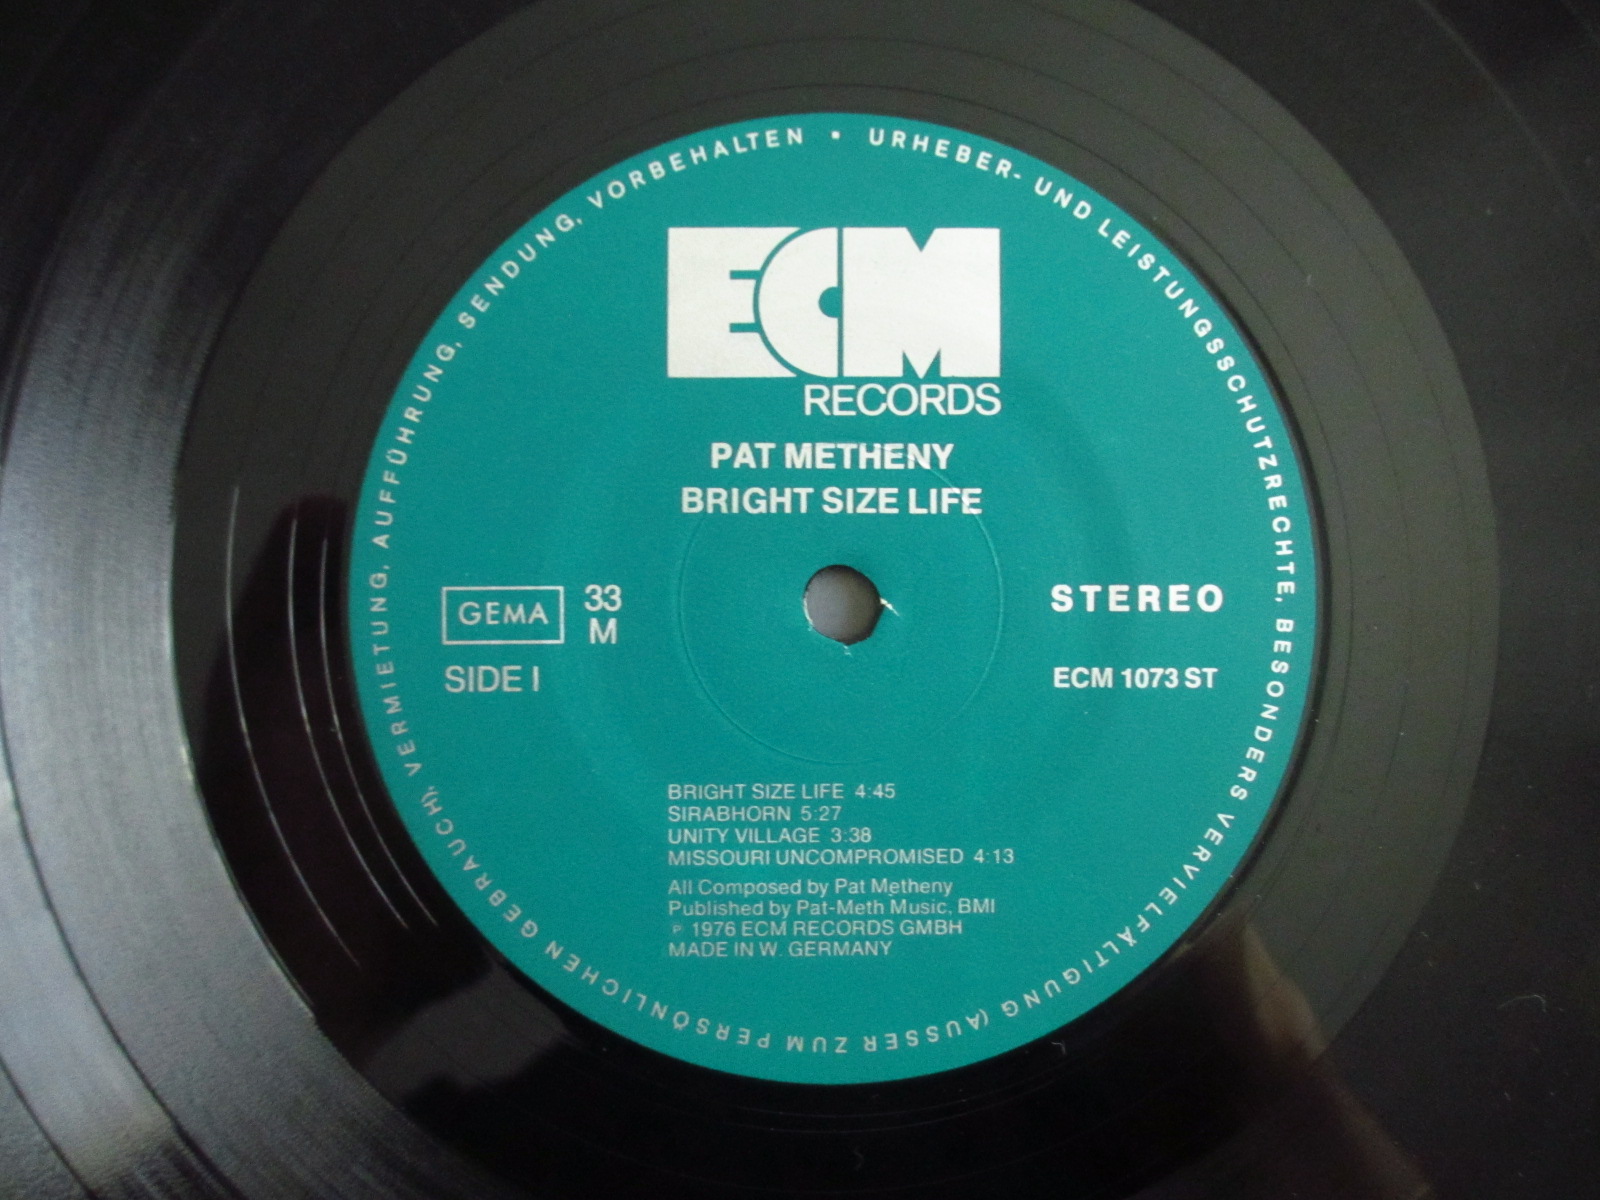 URHEBER- UND LEISTUNGSSCHUTZRECHTE, BESONDERS VERVIELFÄLTIGUNG (AUSSER ZUM PERSÖNLICHEN GEBRAUCH), VERMIETUNG, AUFFÜHRUNG, SENDUNG, VORBEHALTEN ▪
ECM
RECORDS
PAT METHENY
BRIGHT SIZE LIFE
GEMA
33
M
SIDE I
STEREO
ECM 1073 ST
BRIGHT SIZE LIFE 4:45
SIRABHORN 5:27
UNITY VILLAGE 3:38
MISSOURI UNCOMPROMISED 4:13
All Composed by Pat Metheny
Published by Pat-Meth Music, BMI
℗ 1976 ECM RECORDS GMBH
MADE IN W. GERMANY